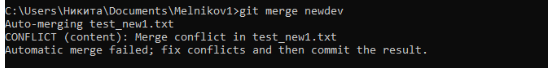 C:\Users\Никита\Documents\Melnikov1>git merge newdev
Auto-merging test_new1.txt
CONFLICT (content): Merge conflict in test_new1.txt
Automatic merge failed; fix conflicts and then commit the result.